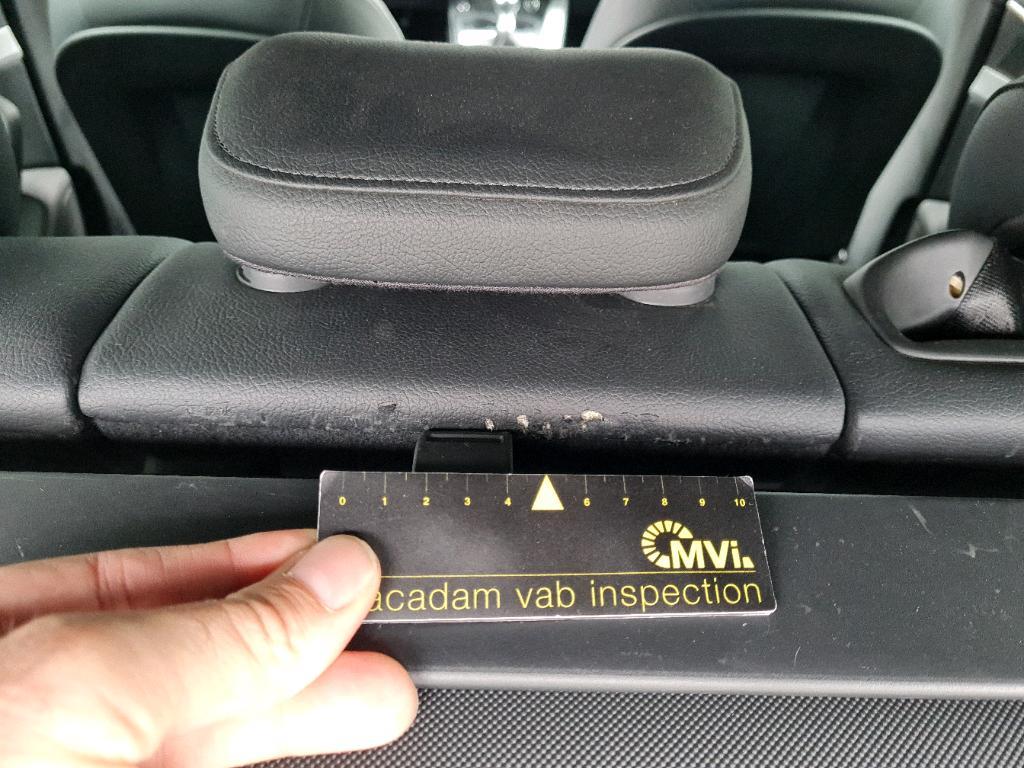 0 1 2 3 4 6 7 8 9 10
MVi.
acadam vab inspection